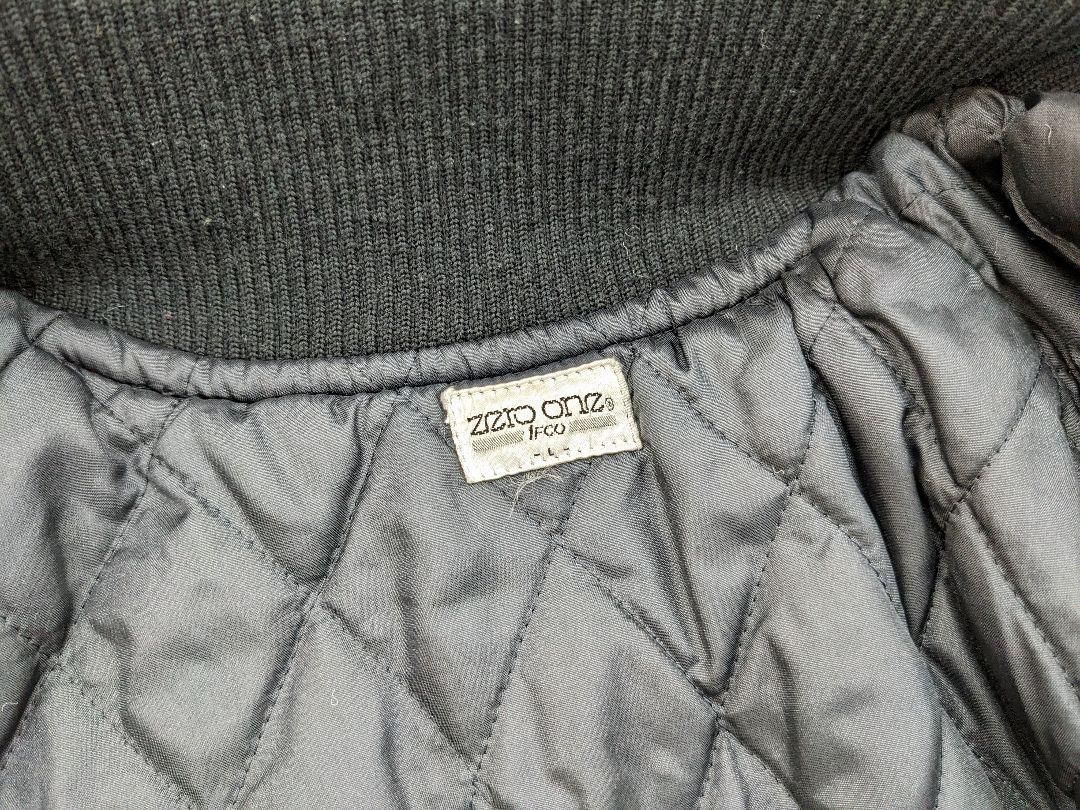 zero one®
IFCO
- L -